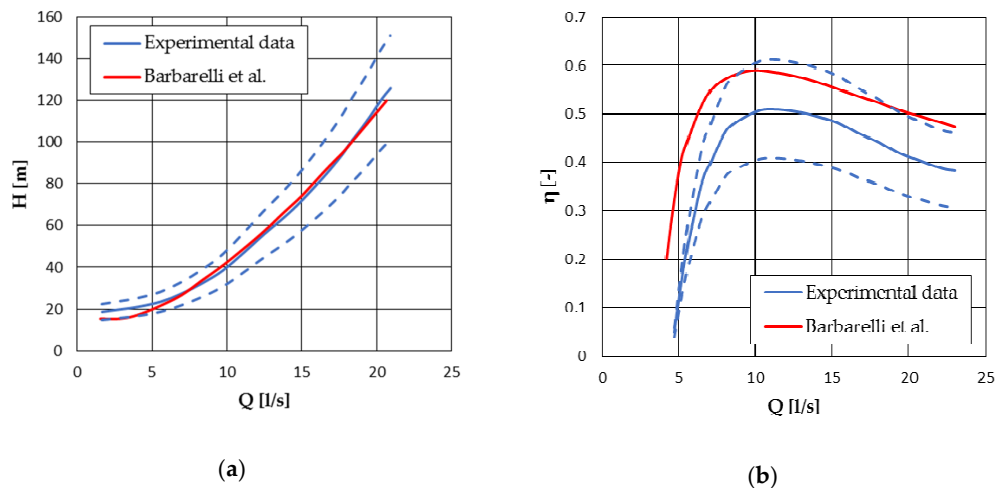 160
140
120
100
80
60
40
20
0
H [m]
Experimental data
Barbarelli et al.
0 5 10 15 20 25
Q [l/s]
(a)
0.7
0.6
0.5
0.4
0.3
0.2
0.1
0
η [-]
Experimental data
Barbarelli et al.
0 5 10 15 20 25
Q [l/s]
(b)